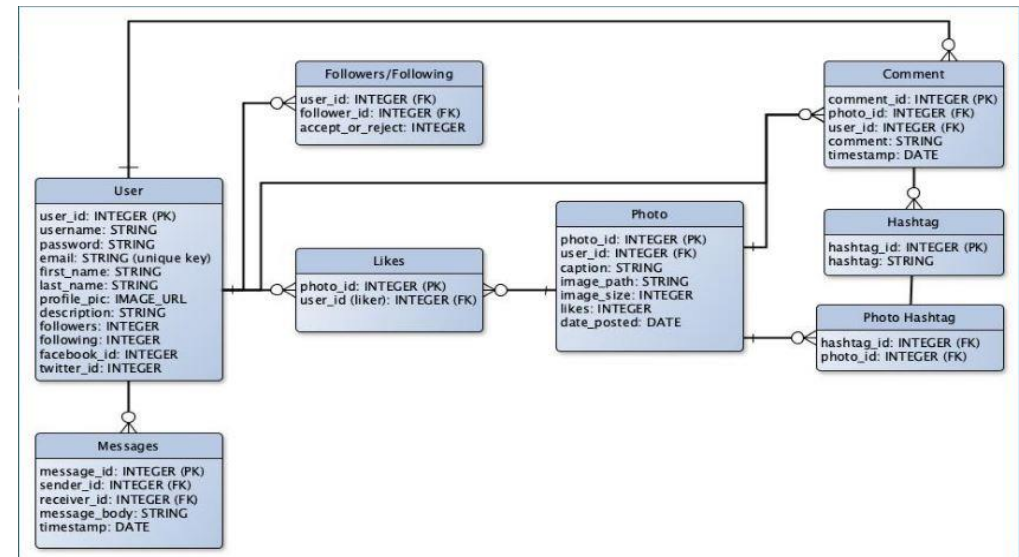 Followers/Following
user_id: INTEGER (FK)
follower_id: INTEGER (FK)
accept_or_reject: INTEGER
Comment
comment_id: INTEGER (PK)
photo_id: INTEGER (FK)
user_id: INTEGER (FK)
comment: STRING
timestamp: DATE
User
user_id: INTEGER (PK)
username: STRING
password: STRING
email: STRING (unique key)
first_name: STRING
last_name: STRING
profile_pic: IMAGE_URL
description: STRING
followers: INTEGER
following: INTEGER
facebook_id: INTEGER
twitter_id: INTEGER
Likes
photo_id: INTEGER (PK)
user_id (liker): INTEGER (FK)
Photo
photo_id: INTEGER (PK)
user_id: INTEGER (FK)
caption: STRING
image_path: STRING
image_size: INTEGER
likes: INTEGER
date_posted: DATE
Hashtag
hashtag_id: INTEGER (PK)
hashtag: STRING
Photo Hashtag
hashtag_id: INTEGER (FK)
photo_id: INTEGER (FK)
Messages
message_id: INTEGER (PK)
sender_id: INTEGER (FK)
receiver_id: INTEGER (FK)
message_body: STRING
timestamp: DATE